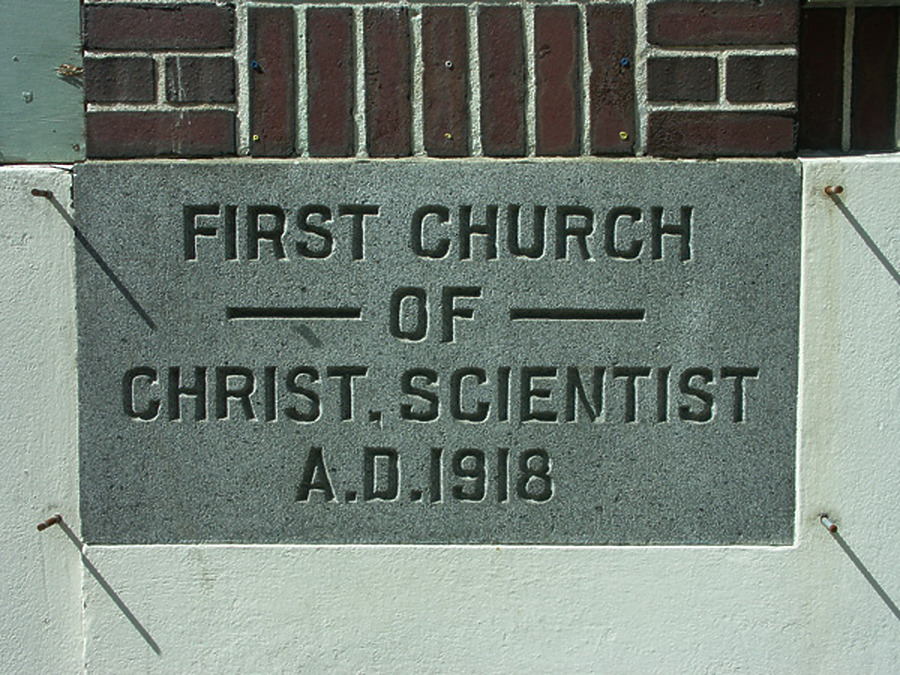 FIRST CHURCH
OF
CHRIST, SCIENTIST
A.D.1918